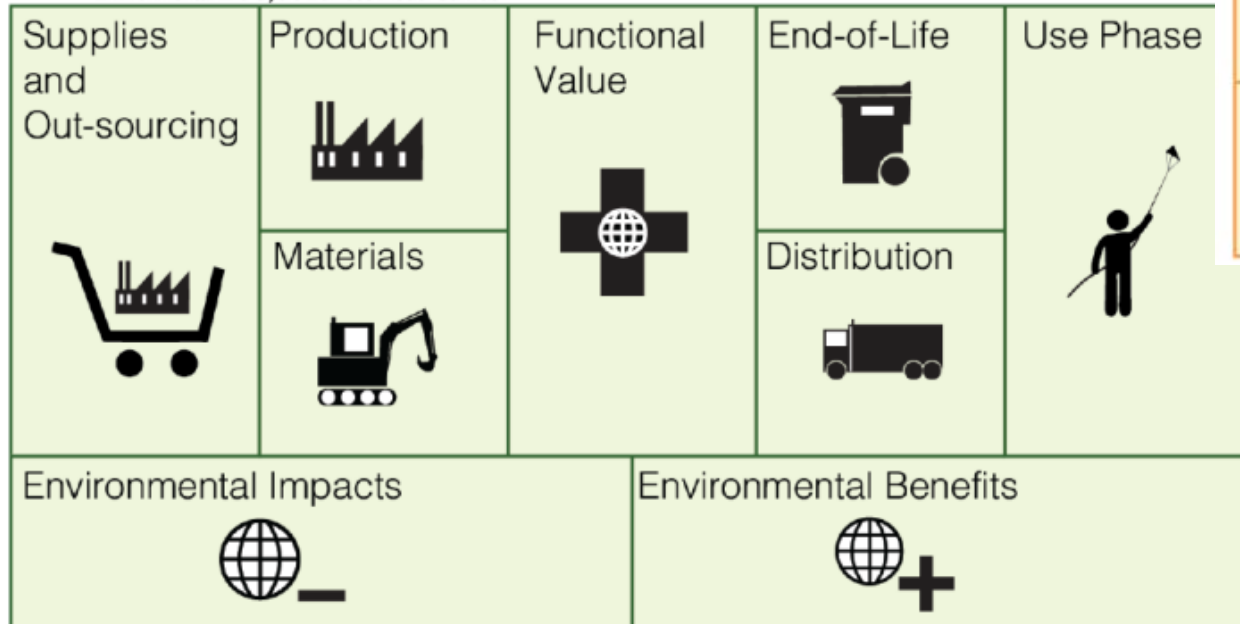 Supplies
and
Out-sourcing
Production
Materials
Functional
Value
End-of-Life
Distribution
Use Phase
Environmental Impacts
Environmental Benefits